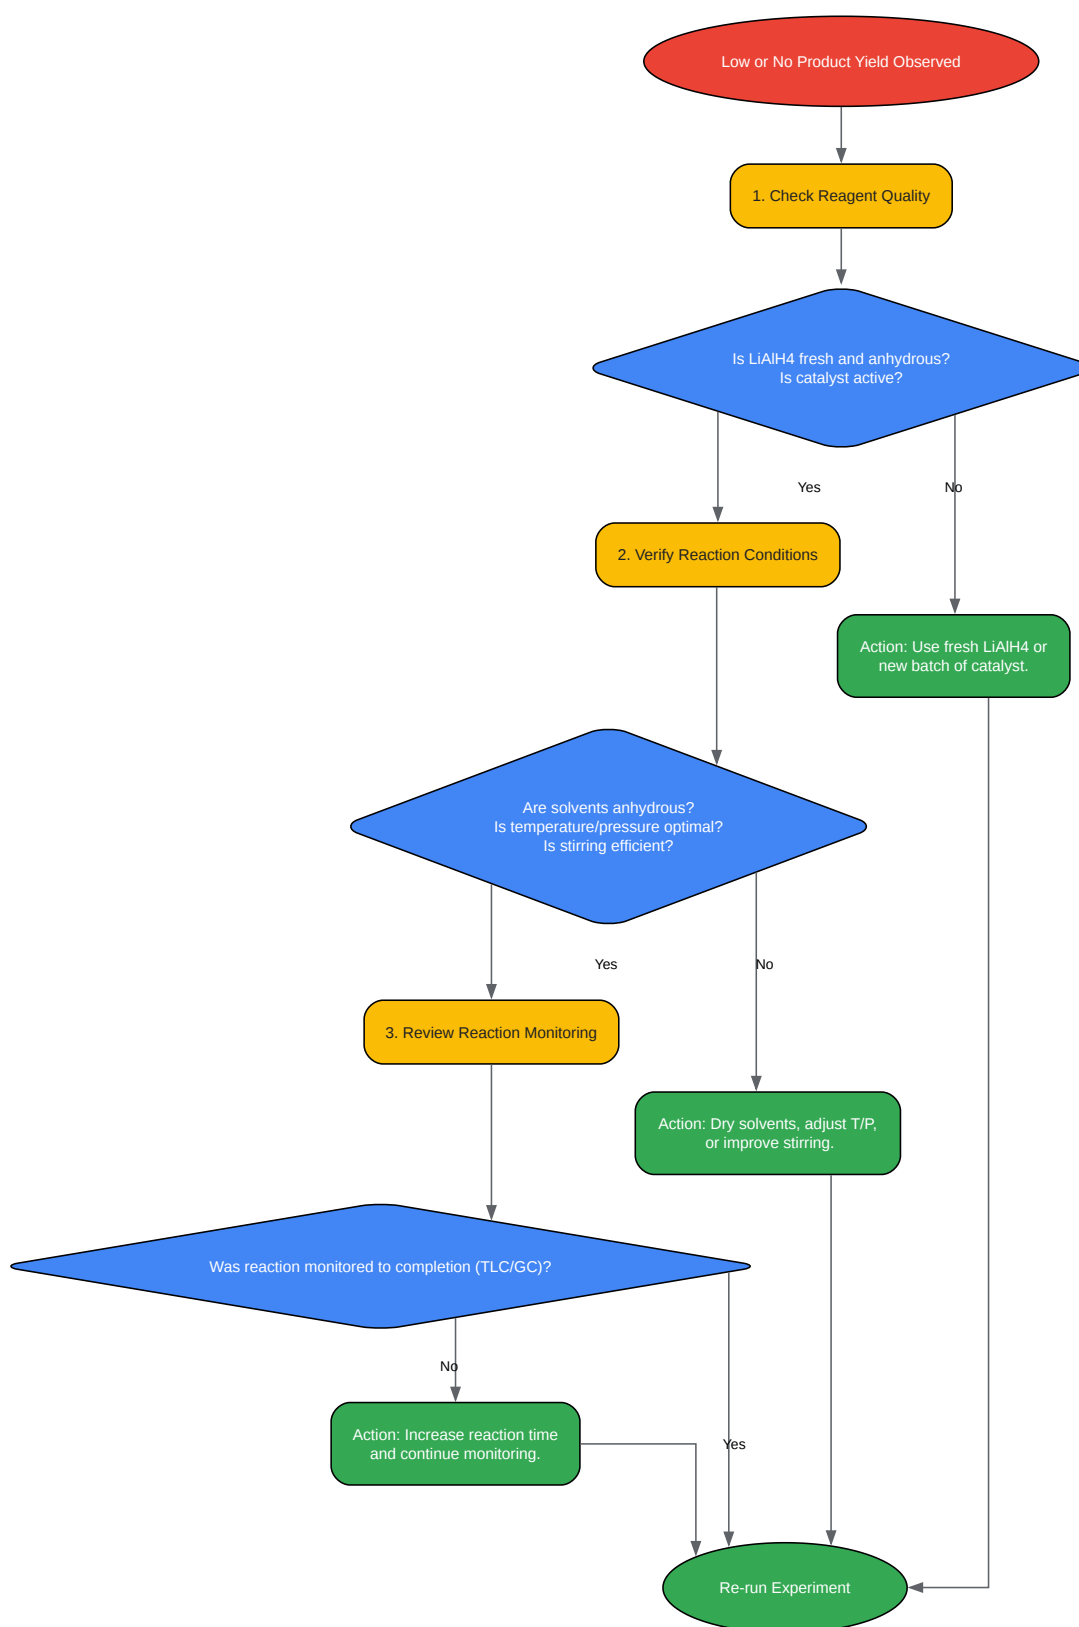 Low or No Product Yield Observed
1. Check Reagent Quality
Is LiAlH4 fresh and anhydrous?
Is catalyst active?
Yes
No
2. Verify Reaction Conditions
Action: Use fresh LiAlH4 or
new batch of catalyst.
Are solvents anhydrous?
Is temperature/pressure optimal?
Is stirring efficient?
Yes
No
3. Review Reaction Monitoring
Action: Dry solvents, adjust T/P,
or improve stirring.
Was reaction monitored to completion (TLC/GC)?
No
Action: Increase reaction time
and continue monitoring.
Yes
Re-run Experiment